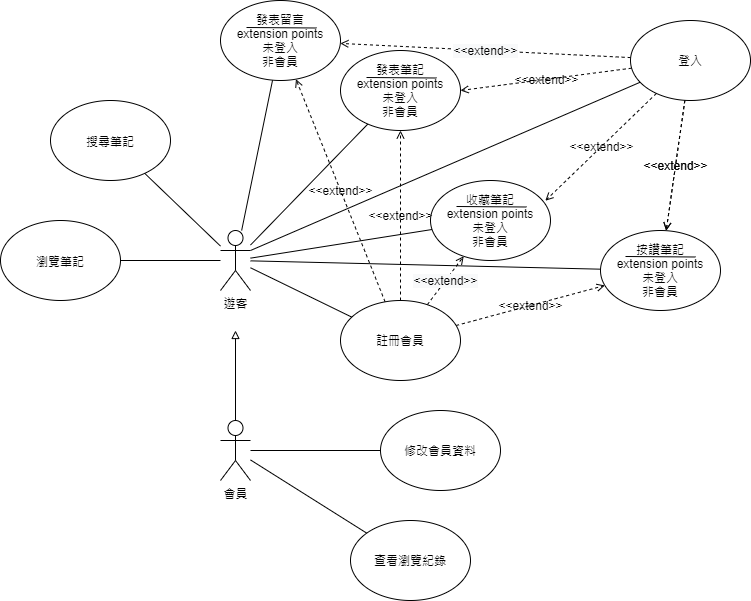 發表留言
extension points
未登入
非會員
<<extend>>
登入
發表筆記
extension points
未登入
非會員
<<extend>>
搜尋筆記
<<extend>>
<<extend>>
<<extend>>
收藏筆記
extension points
未登入
非會員
<<extend>>
瀏覽筆記
按讚筆記
extension points
未登入
非會員
<<extend>>
遊客
<<extend>>
註冊會員
修改會員資料
會員
查看瀏覽紀錄